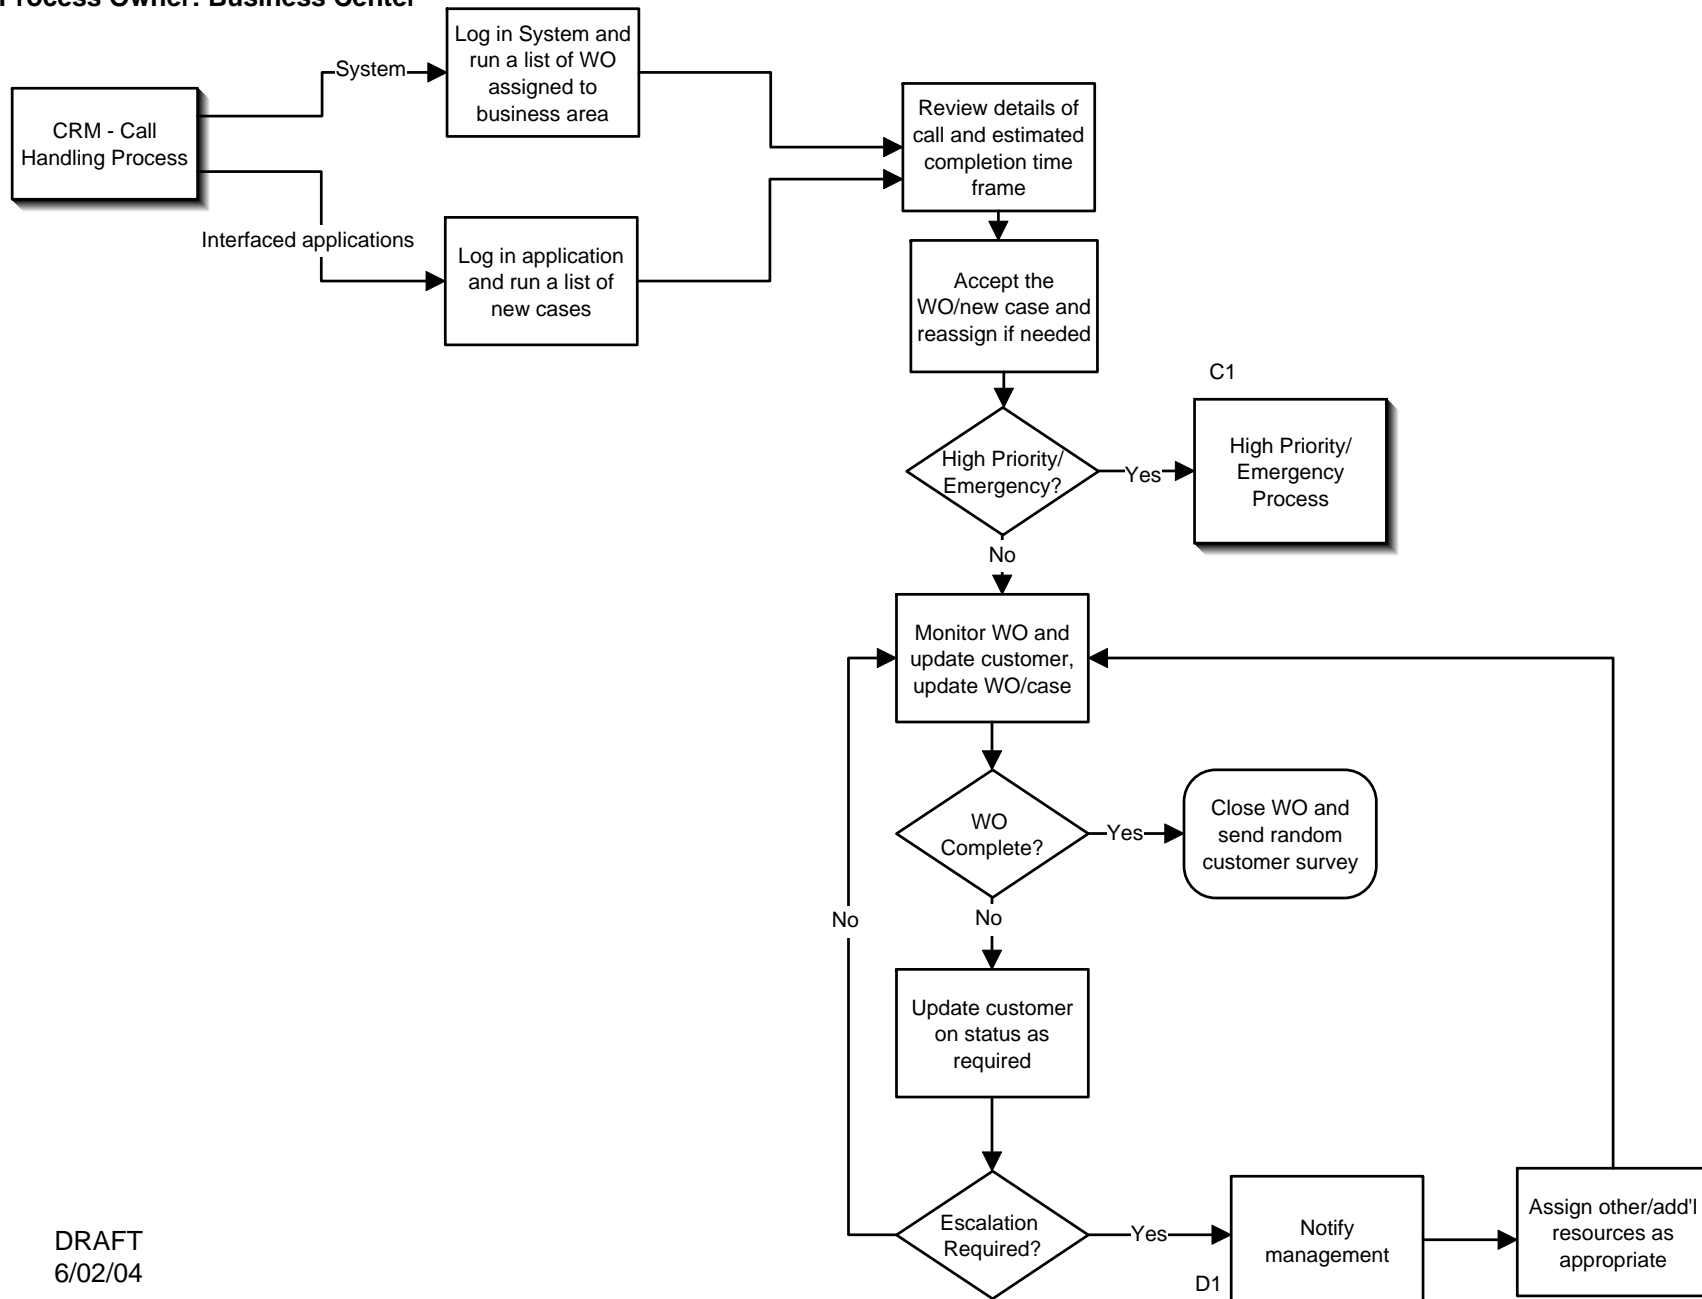 Process Owner: Business Center
Log in System and
run a list of WO
assigned to
business area
System
CRM - Call
Handling Process
Review details of
call and estimated
completion time
frame
Interfaced applications
Log in application
and run a list of
new cases
Accept the
WO/new case and
reassign if needed
C1
High Priority/
Emergency?
Yes
High Priority/
Emergency
Process
No
Monitor WO and
update customer,
update WO/case
WO
Complete?
Yes
Close WO and
send random
customer survey
No
No
Update customer
on status as
required
Escalation
Required?
Yes
Notify
management
D1
Assign other/add'l
resources as
appropriate
DRAFT
6/02/04